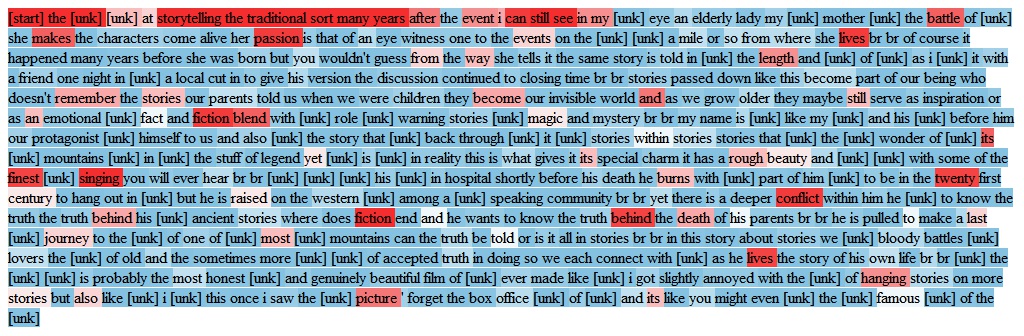 [start] the [unk] [unk] at storytelling the traditional sort many years after the event i can still see in my [unk] eye an elderly lady my [unk] mother [unk] the battle of [unk]
she makes the characters come alive her passion is that of an eye witness one to the events on the [unk] [unk] a mile or so from where she lives br br of course it
happened many years before she was born but you wouldn't guess from the way she tells it the same story is told in [unk] the length and [unk] of [unk] as i [unk] it with
a friend one night in [unk] a local cut in to give his version the discussion continued to closing time br br stories passed down like this become part of our being who
doesn't remember the stories our parents told us when we were children they become our invisible world and as we grow older they maybe still serve as inspiration or
as an emotional [unk] fact and fiction blend with [unk] role [unk] warning stories [unk] magic and mystery br br my name is [unk] like my [unk] and his [unk] before him
our protagonist [unk] himself to us and also [unk] the story that [unk] back through [unk] it [unk] stories within stories stories that [unk] the [unk] wonder of [unk] its
[unk] mountains [unk] in [unk] the stuff of legend yet [unk] is [unk] in reality this is what gives it its special charm it has a rough beauty and [unk] [unk] with some of the
finest [unk] singing you will ever hear br br [unk] [unk] [unk] his [unk] in hospital shortly before his death he burns with [unk] part of him [unk] to be in the twenty first
century to hang out in [unk] but he is raised on the western [unk] among a [unk] speaking community br br yet there is a deeper conflict within him he [unk] to know the
truth the truth behind his [unk] ancient stories where does fiction end and he wants to know the truth behind the death of his parents br br he is pulled to make a last
[unk] journey to the [unk] of one of [unk] most [unk] mountains can the truth be told or is it all in stories br br in this story about stories we [unk] bloody battles [unk]
lovers the [unk] of old and the sometimes more [unk] [unk] of accepted truth in doing so we each connect with [unk] as he lives the story of his own life br br [unk] the
[unk] [unk] is probably the most honest [unk] and genuinely beautiful film of [unk] ever made like [unk] i got slightly annoyed with the [unk] of hanging stories on more
stories but also like [unk] i [unk] this once i saw the [unk] picture ' forget the box office [unk] of [unk] and its like you might even [unk] the [unk] famous [unk] of the
[unk]